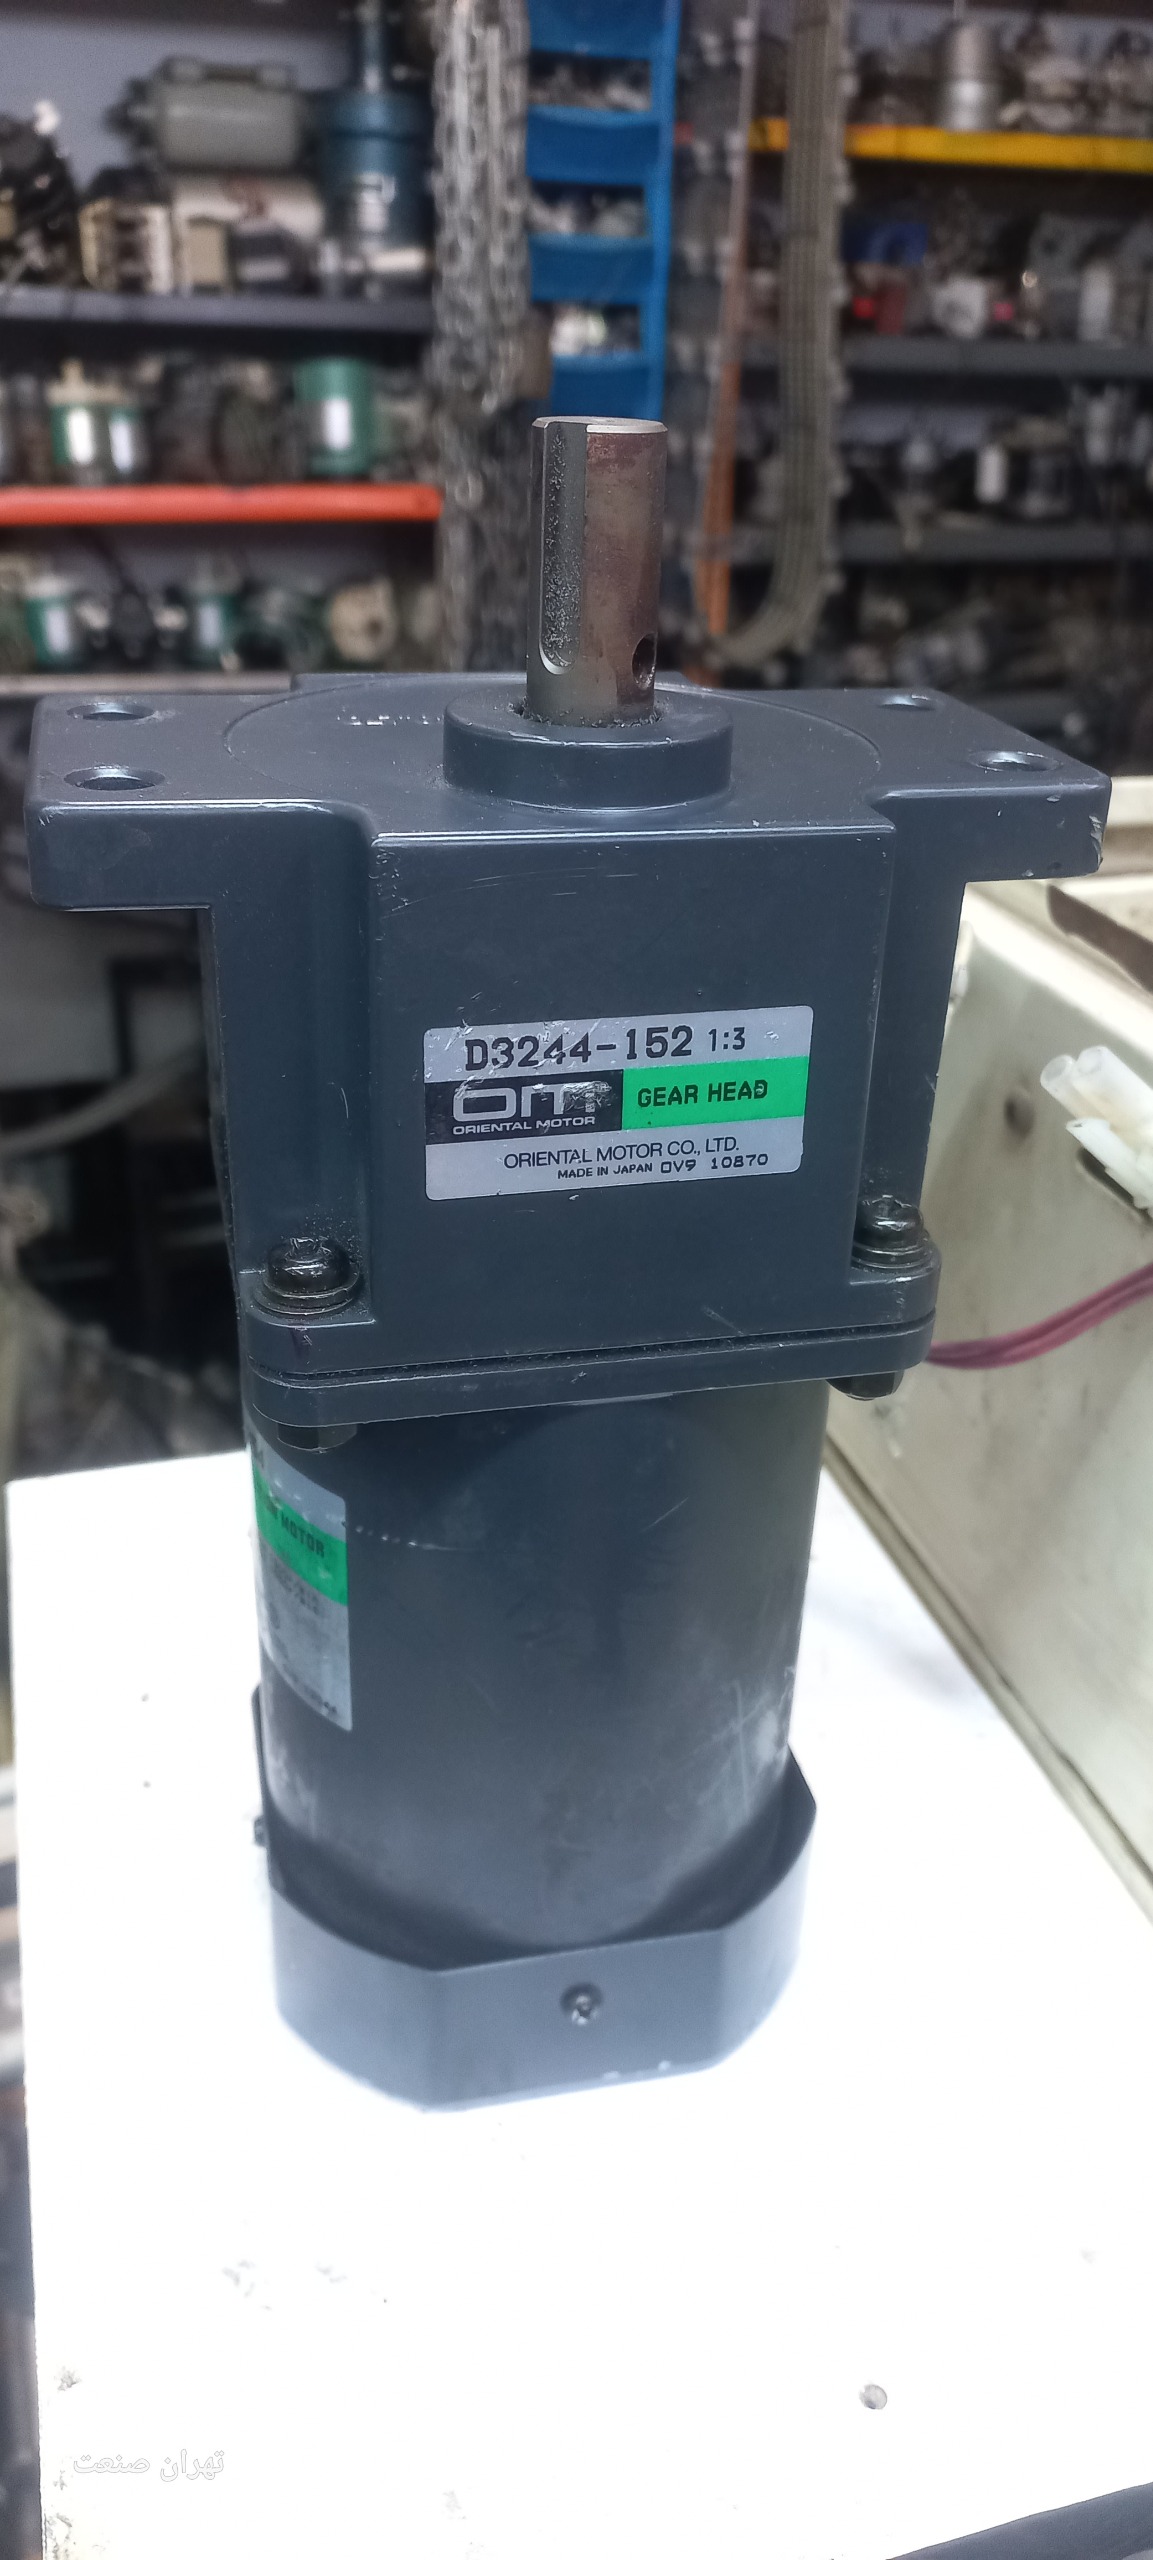 D3244-152 1:3
OM
ORIENTAL MOTOR
GEAR HEAD
ORIENTAL MOTOR CO., LTD.
MADE IN JAPAN 0V9 10870
MOTOR
تهران صنعت